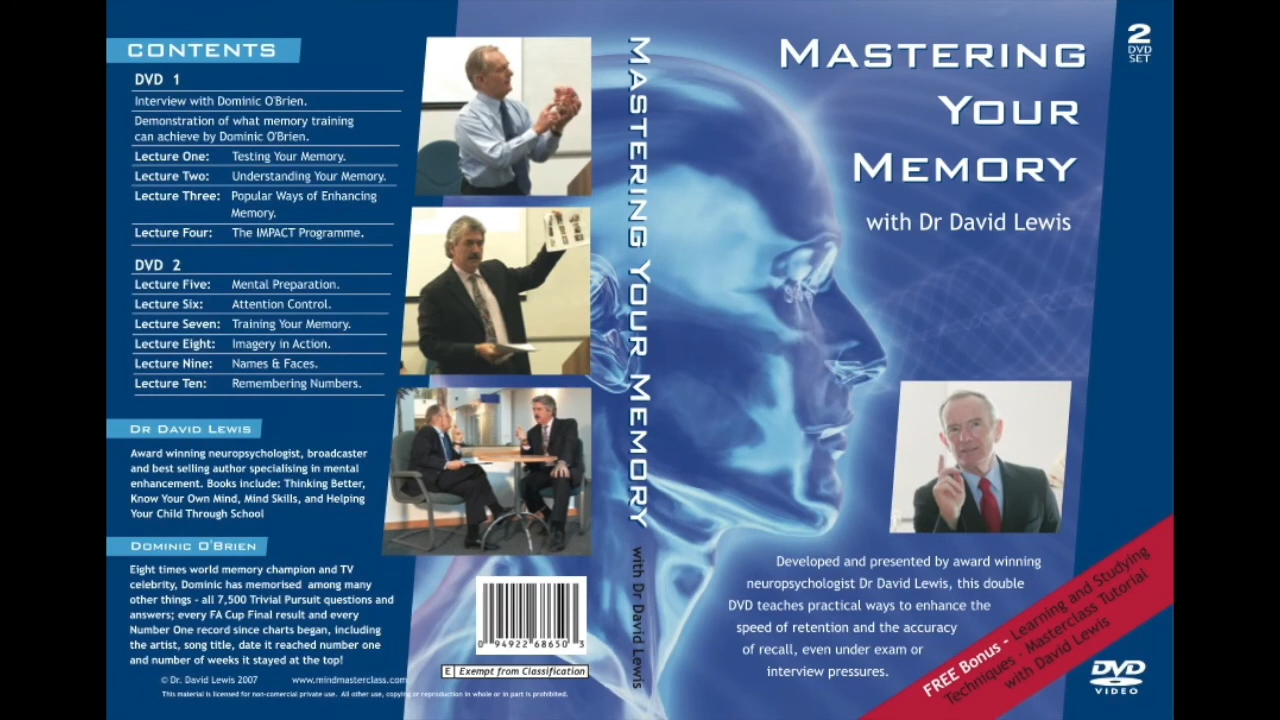 CONTENTS
DVD 1
Interview with Dominic O'Brien.
Demonstration of what memory training
can achieve by Dominic O'Brien.
Lecture One: Testing Your Memory.
Lecture Two: Understanding Your Memory.
Lecture Three: Popular Ways of Enhancing
Memory.
Lecture Four: The IMPACT Programme.
DVD 2
Lecture Five: Mental Preparation.
Lecture Six: Attention Control.
Lecture Seven: Training Your Memory.
Lecture Eight: Imagery in Action.
Lecture Nine: Names & Faces.
Lecture Ten: Remembering Numbers.
DR DAVID LEWIS
Award winning neuropsychologist, broadcaster
and best selling author specialising in mental
enhancement. Books include: Thinking Better,
Know Your Own Mind, Mind Skills, and Helping
Your Child Through School
DOMINIC O'BRIEN
Eight times world memory champion and TV
celebrity, Dominic has memorised among many
other things - all 7,500 Trivial Pursuit questions and
answers; every FA Cup Final result and every
Number One record since charts began, including
the artist, song title, date it reached number one
and number of weeks it stayed at the top!
© Dr. David Lewis 2007 www.mindmasterclass.com
This material is licensed for non-comercial private use. All other use, copying or reproduction in whole or in part is prohibited.
0 94922 68650 3
E Exempt from Classification
MASTERING YOUR MEMORY with Dr David Lewis
MASTERING
YOUR
MEMORY
with Dr David Lewis
2
DVD
SET
Developed and presented by award winning
neuropsychologist Dr David Lewis, this double
DVD teaches practical ways to enhance the
speed of retention and the accuracy
of recall, even under exam or
interview pressures.
FREE Bonus - Learning and Studying
Techniques - Masterclass Tutorial
with David Lewis
DVD
VIDEO